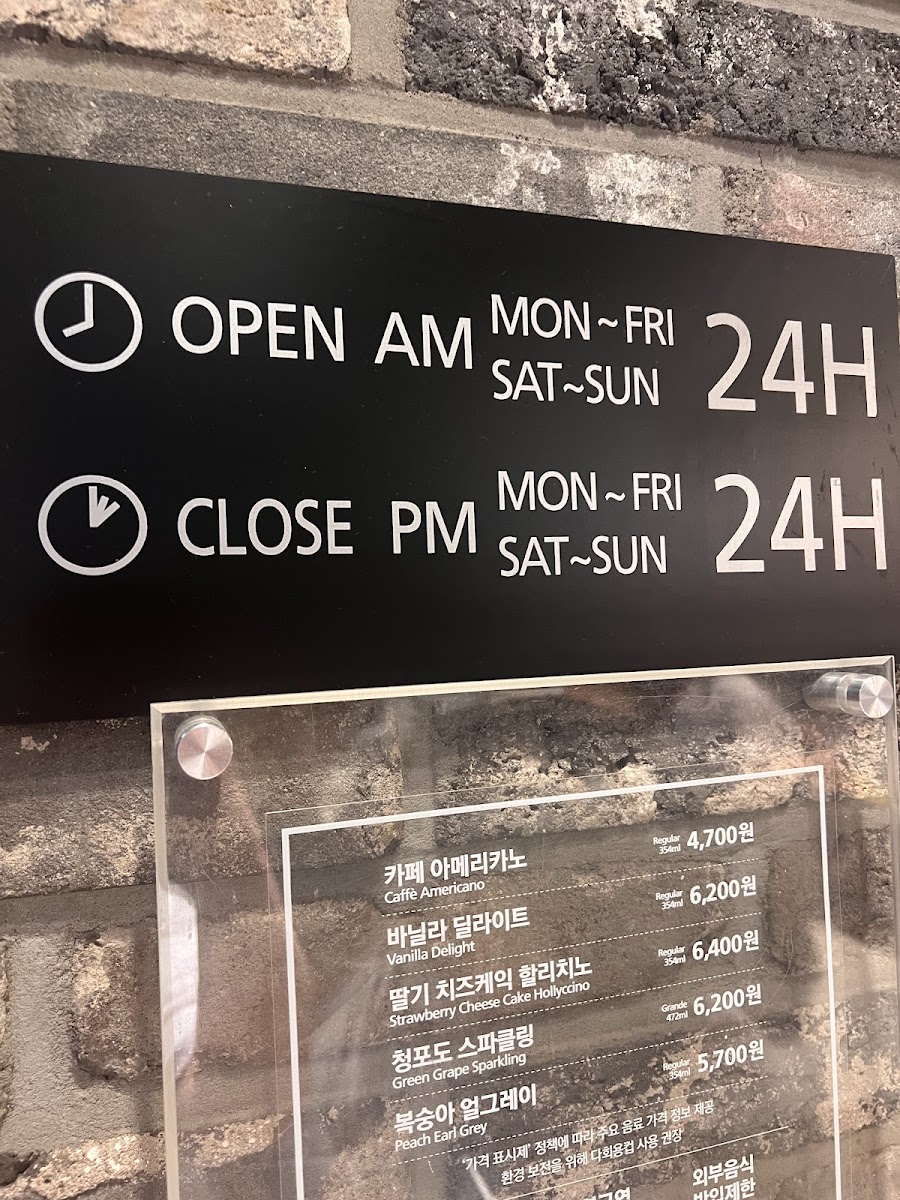 OPEN AM MON~FRI SAT~SUN 24H
CLOSE PM MON~FRI SAT~SUN 24H
카페 아메리카노 Regular 354ml 4,700원
Caffè Americano
바닐라 딜라이트 Regular 354ml 6,200원
Vanilla Delight
딸기 치즈케익 할리치노 Regular 354ml 6,400원
Strawberry Cheese Cake Hollyccino
청포도 스파클링 Grande 472ml 6,200원
Green Grape Sparkling
복숭아 얼그레이 Regular 354ml 5,700원
Peach Earl Grey
'가격 표시제' 정책에 따라 주요 음료 가격 정보 제공
환경 보전을 위해 다회용컵 사용 권장
외부음식
반입제한